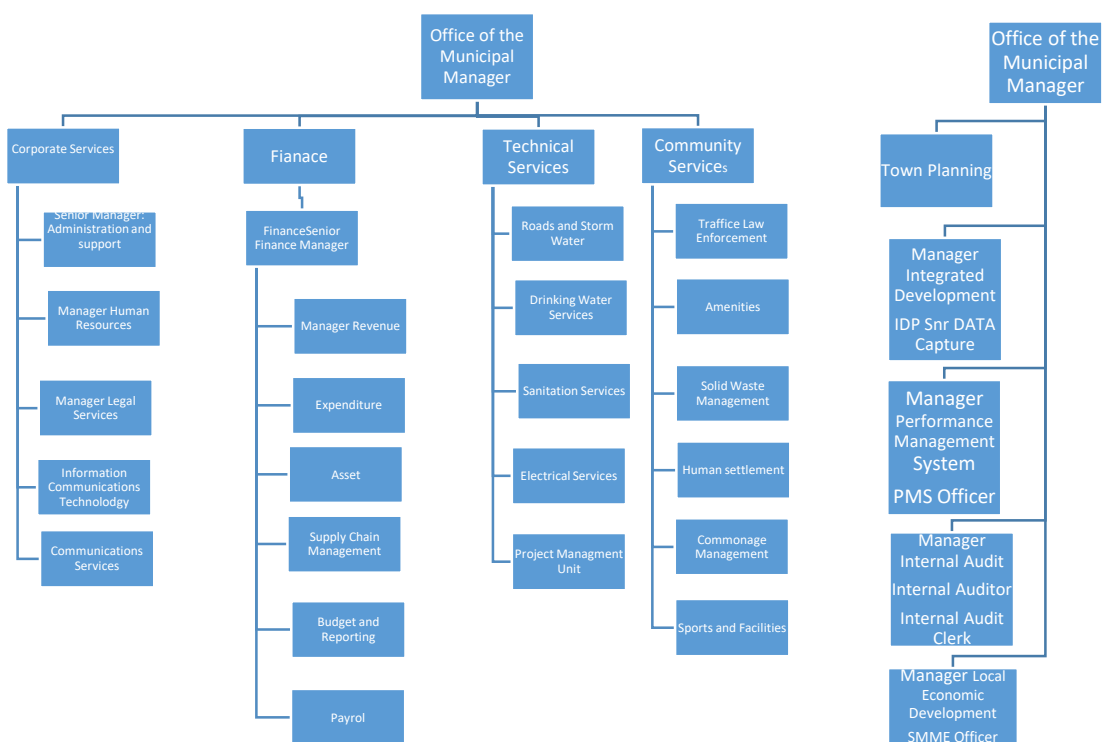 Office of the
Municipal
Manager
Corporate Services
Senior Manager:
Administration and
support
Manager Human
Resources
Manager Legal
Services
Information
Communications
Technolodgy
Communications
Services
Fianace
FinanceSenior
Finance Manager
Manager Revenue
Expenditure
Asset
Supply Chain
Management
Budget and
Reporting
Payrol
Technical
Services
Roads and Storm
Water
Drinking Water
Services
Sanitation Services
Electrical Services
Project Managment
Unit
Community
Services
Traffice Law
Enforcement
Amenities
Solid Waste
Management
Human settlement
Commonage
Management
Sports and Facilities
Office of the
Municipal
Manager
Town Planning
Manager
Integrated
Development
IDP Snr DATA
Capture
Manager
Performance
Management
System
PMS Officer
Manager
Internal Audit
Internal Auditor
Internal Audit
Clerk
Manager Local
Economic
Development
SMME Officer